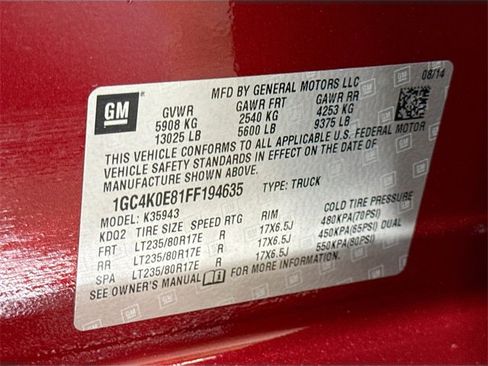 MFD BY GENERAL MOTORS LLC 08/14
GM
GVWR GAWR FRT GAWR RR
5908 KG 2540 KG 4253 KG
13025 LB 5600 LB 9375 LB
THIS VEHICLE CONFORMS TO ALL APPLICABLE U.S. FEDERAL MOTOR
VEHICLE SAFETY STANDARDS IN EFFECT ON THE DATE OF
MANUFACTURE SHOWN ABOVE.
1GC4K0E81FF194635 TYPE: TRUCK
MODEL: K35943
KDQ2 TIRE SIZE SPEED RTG RIM COLD TIRE PRESSURE
FRT LT235/80R17E R 17X6.5J 480KPA(70PSI)
RR LT235/80R17E R 17X6.5J 450KPA(65PSI) DUAL
SPA LT235/80R17E R 17X6.5J 550KPA(80PSI)
SEE OWNER'S MANUAL FOR MORE INFORMATION